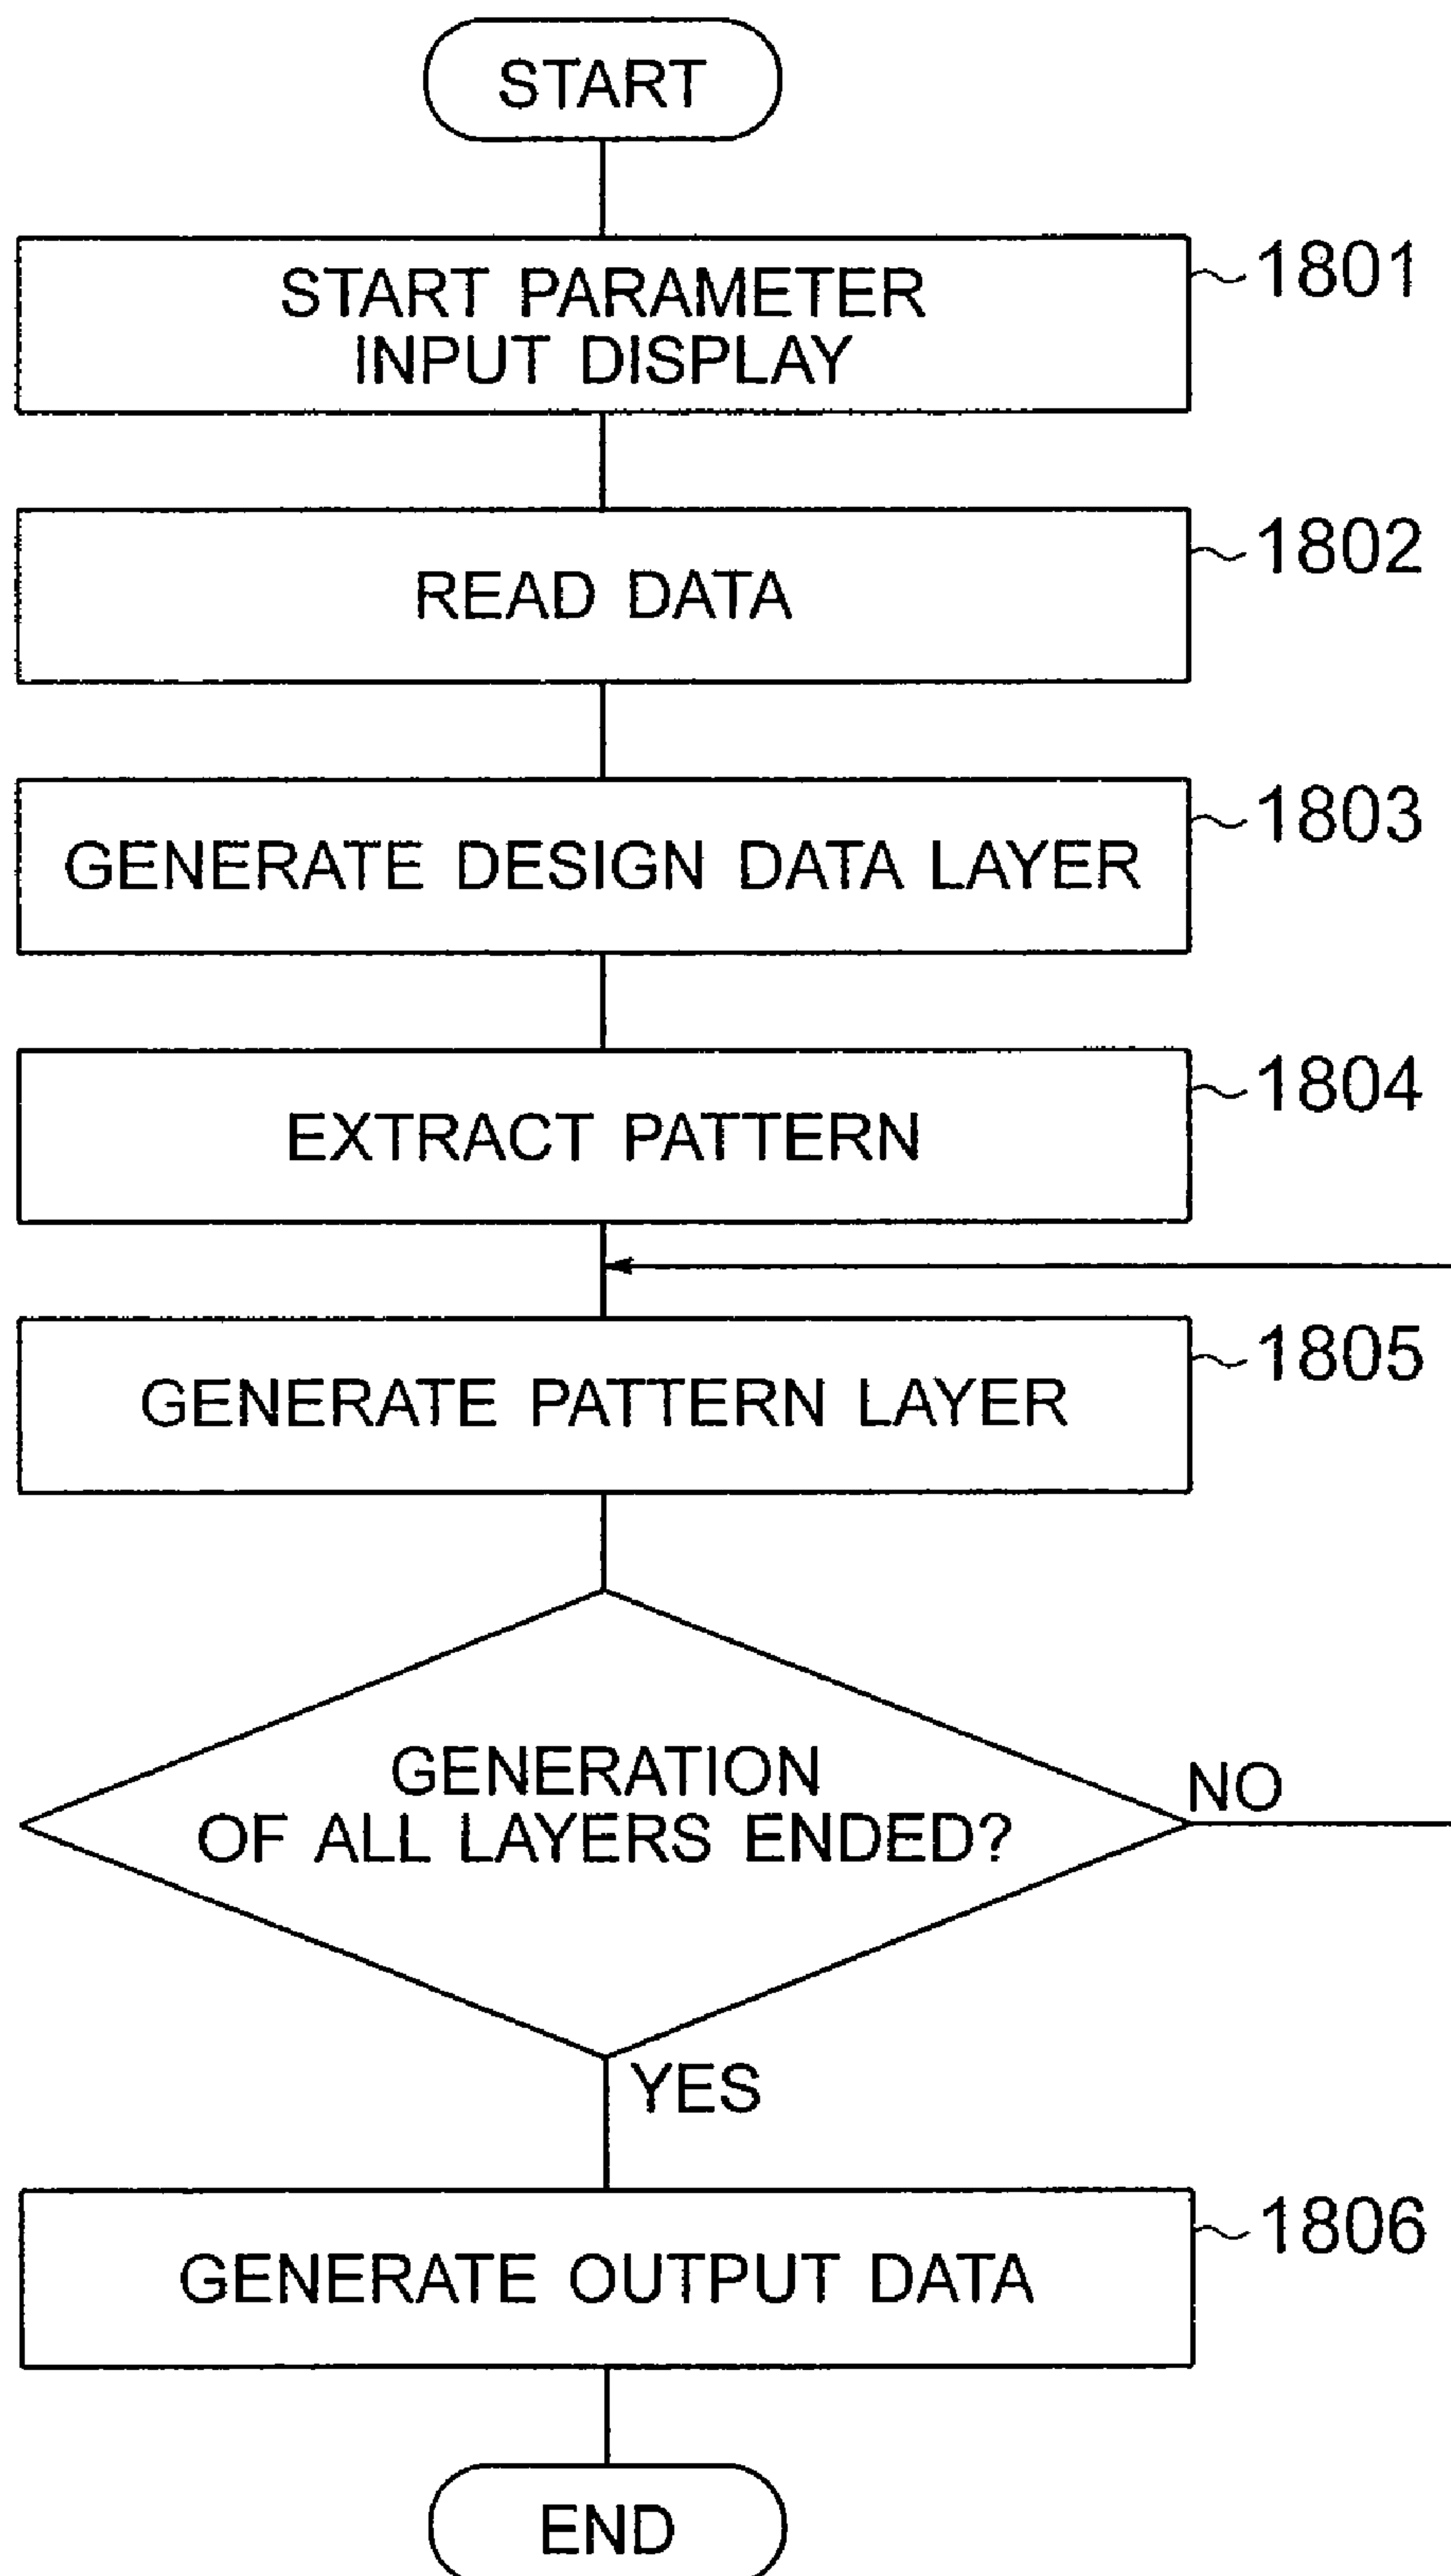 START
START PARAMETER
INPUT DISPLAY
1801
READ DATA
1802
GENERATE DESIGN DATA LAYER
1803
EXTRACT PATTERN
1804
GENERATE PATTERN LAYER
1805
GENERATION
OF ALL LAYERS ENDED?
NO
YES
GENERATE OUTPUT DATA
1806
END